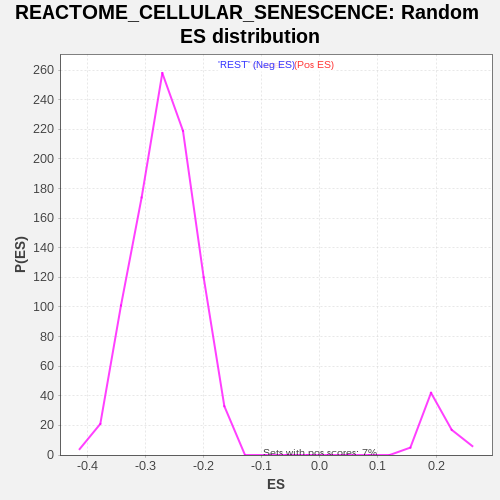 REACTOME_CELLULAR_SENESCENCE: Random
ES distribution
'REST' (Neg ES)(Pos ES)
260
240
220
200
180
160
140
120
100
80
60
40
20
0
P(ES)
Sets with pos scores: 7%
-0.4 -0.3 -0.2 -0.1 0.0 0.1 0.2
ES